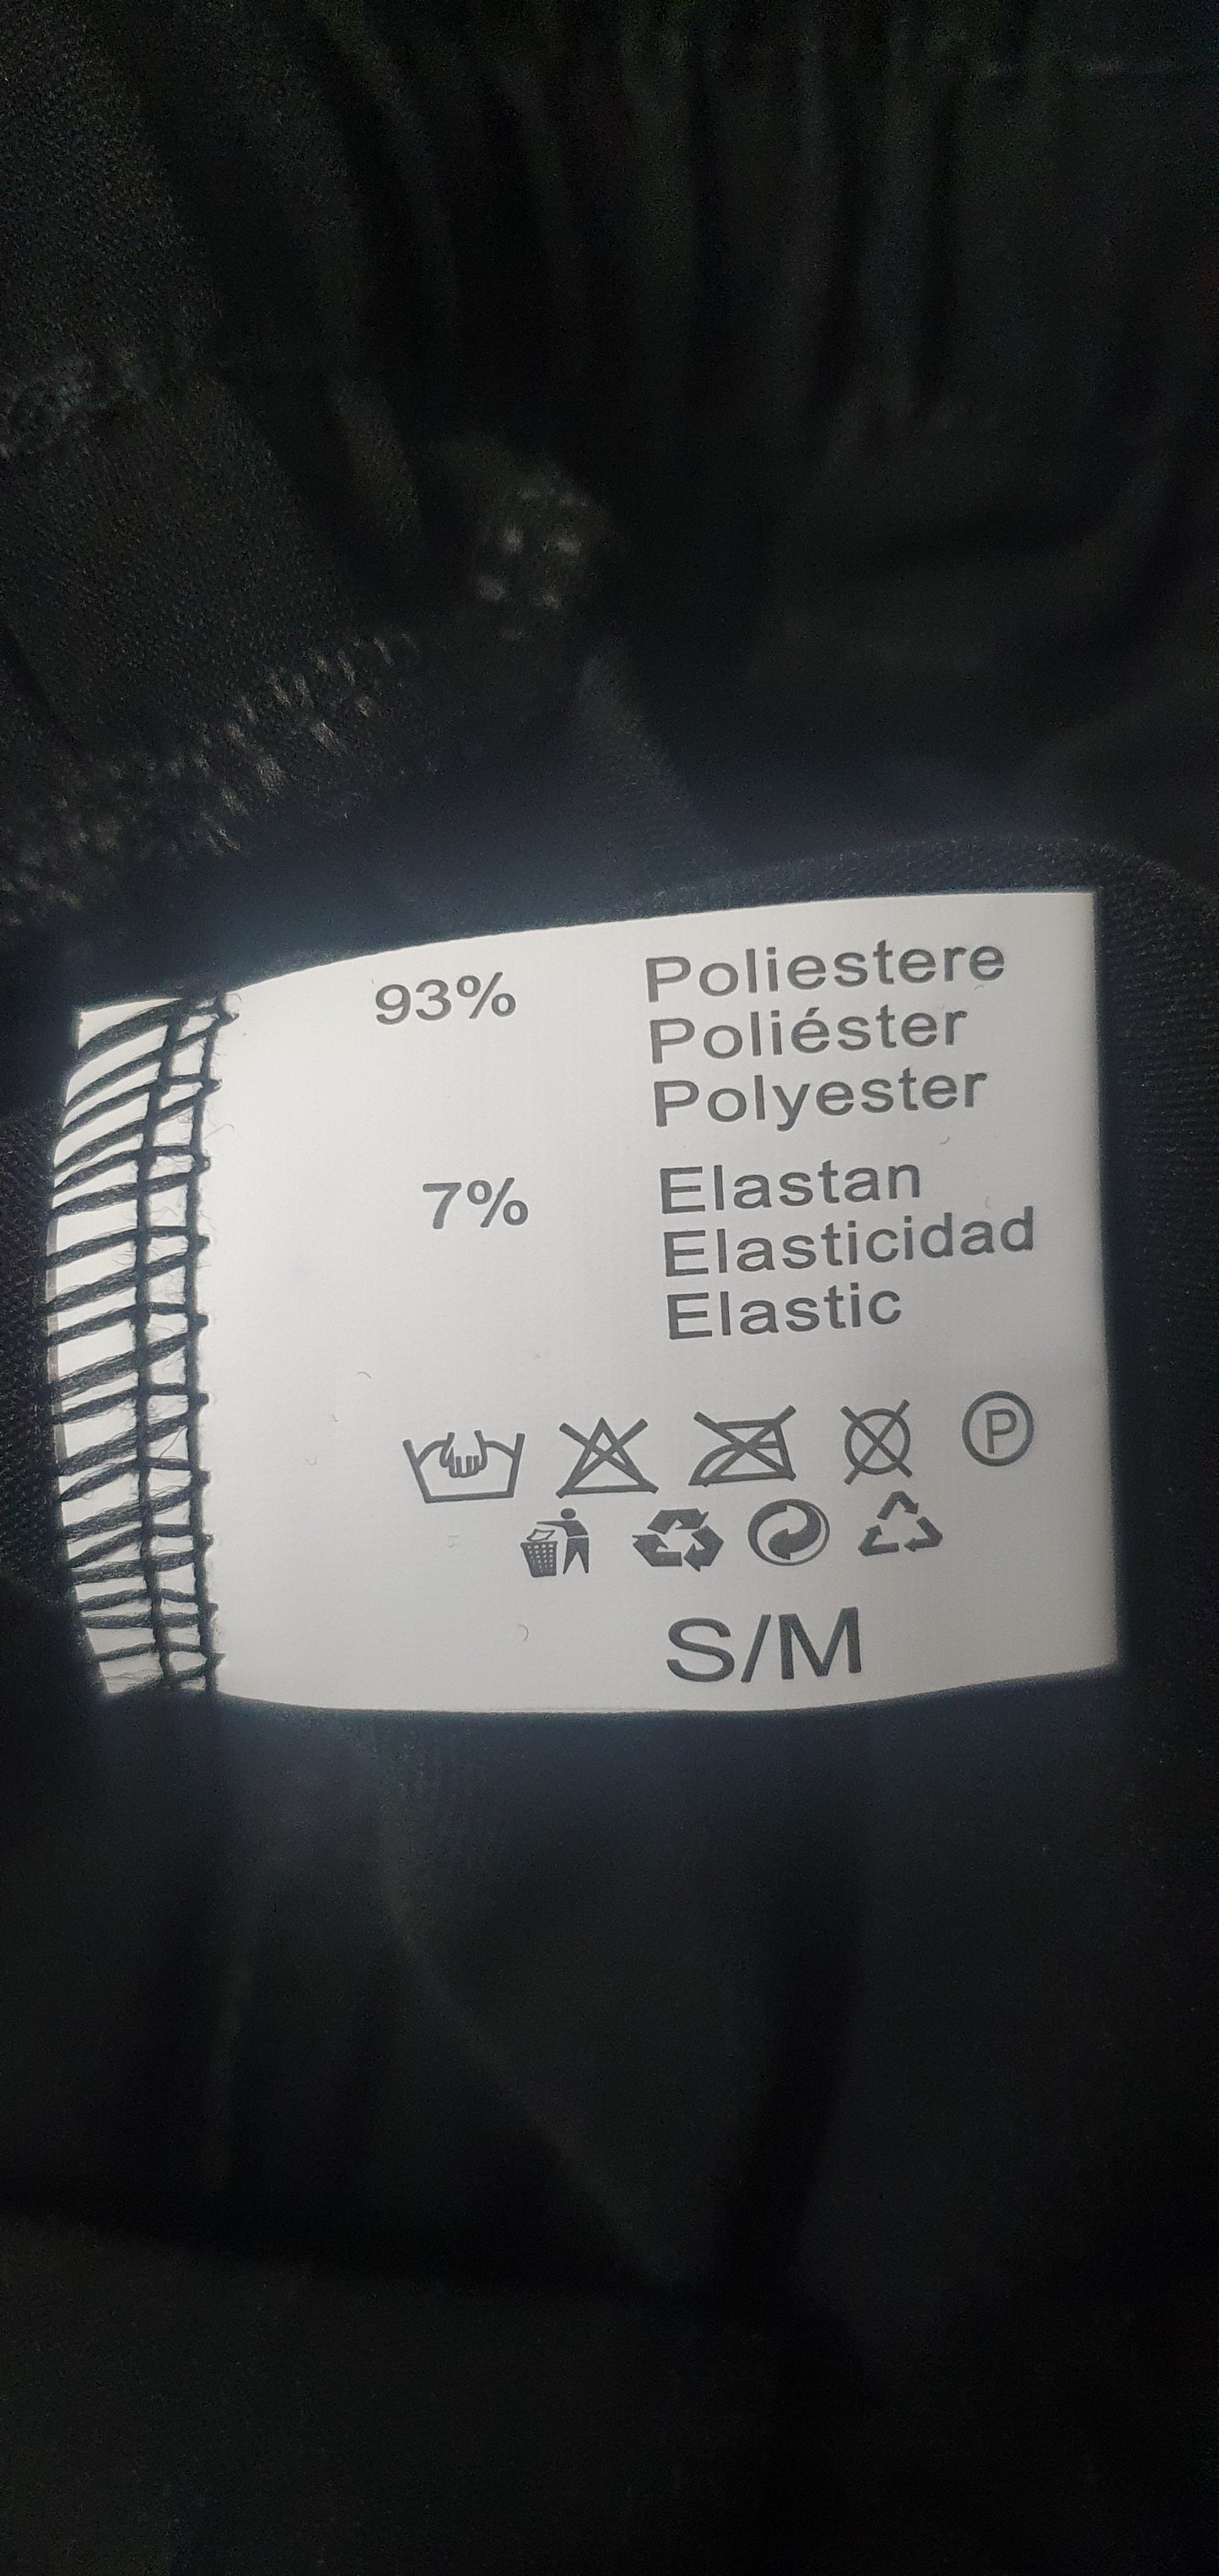 93% Poliestere
Poliéster
Polyester
7% Elastan
Elasticidad
Elastic
P
S/M